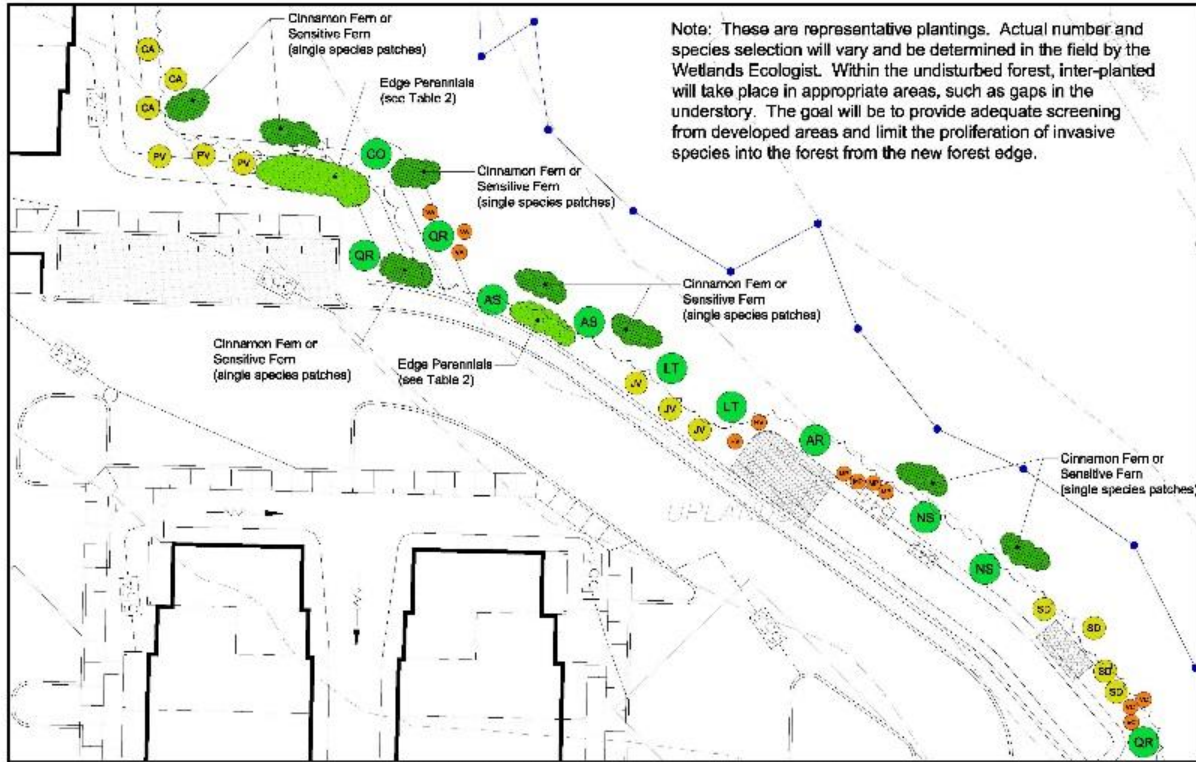 Cinnamon Fern or
Sensitive Fern
(single species patches)
Note: These are representative plantings. Actual number and
species selection will vary and be determined in the field by the
Wetlands Ecologist. Within the undisturbed forest, inter-planted
will take place in appropriate areas, such as gaps in the
understory. The goal will be to provide adequate screening
from developed areas and limit the proliferation of invasive
species into the forest from the new forest edge.
CA
CA
CA
Edge Perennials
(see Table 2)
PV
PV
PV
CO
Cinnamon Fern or
Sensitive Fern
(single species patches)
QR
QR
VA
Cinnamon Fern or
Sensitive Fern
(single species patches)
AS
AS
Cinnamon Fern or
Sensitive Fern
(single species patches)
Edge Perennials
(see Table 2)
LT
JV
JV
JV
LT
AR
Cinnamon Fern or
Sensitive Fern
(single species patches)
NS
NS
SD
SD
SD
SD
QR